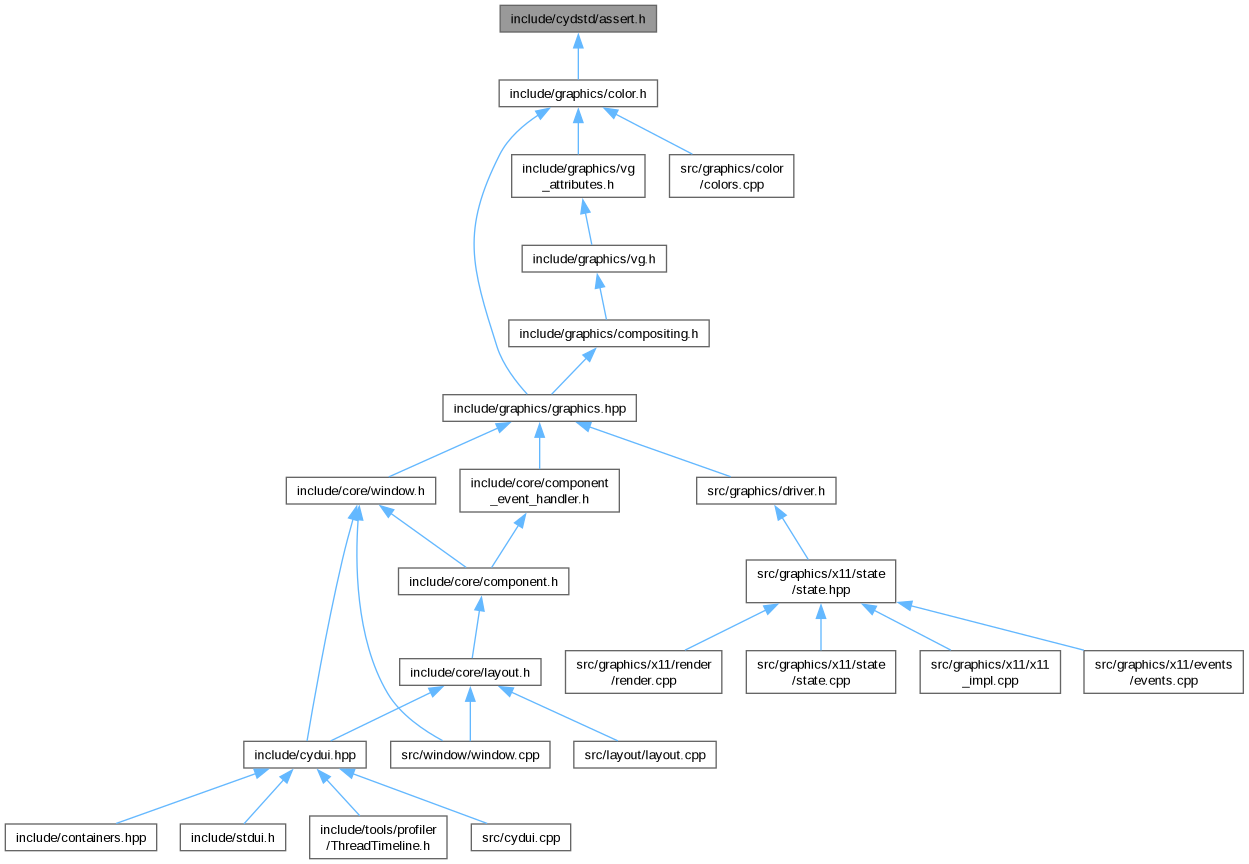 include/cydstd/assert.h
include/graphics/color.h
include/graphics/vg
_attributes.h
src/graphics/color
/colors.cpp
include/graphics/vg.h
include/graphics/compositing.h
include/graphics/graphics.hpp
include/core/window.h
include/core/component
_event_handler.h
src/graphics/driver.h
include/core/component.h
src/graphics/x11/state
/state.hpp
include/core/layout.h
src/graphics/x11/render
/render.cpp
src/graphics/x11/state
/state.cpp
src/graphics/x11/x11
_impl.cpp
src/graphics/x11/events
/events.cpp
include/cydui.hpp
src/window/window.cpp
src/layout/layout.cpp
include/containers.hpp
include/stdui.h
include/tools/profiler
/ThreadTimeline.h
src/cydui.cpp